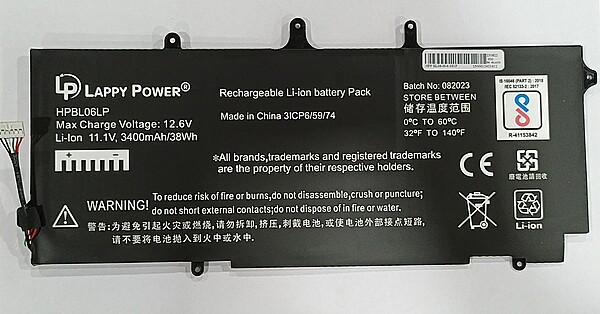 LP LAPPY POWER®
HPBL06LP
Max Charge Voltage: 12.6V
Li-Ion 11.1V, 3400mAh/38Wh
Rechargeable Li-ion battery Pack
Made in China 3ICP6/59/74
Batch No: 082023
STORE BETWEEN
储存温度范围
0°C TO 60°C
32°F TO 140°F
IS 16046 (PART 2) : 2018
IEC 62133-2 : 2017
R-41153842
*All brands,trademarks and registered trademarks
are the property of their respective holders.
CE
廢電池請回收
WARNING! To reduce risk of fire or burns,do not disassemble,crush or puncture;
do not short external contacts;do not dispose of in fire or water.
警告:为避免引起火灾或燃烧,请勿拆卸,挤压,刺截电池,或使电池外部接点短路,
请不要将电池抛入到火中或水中.
Li-ion